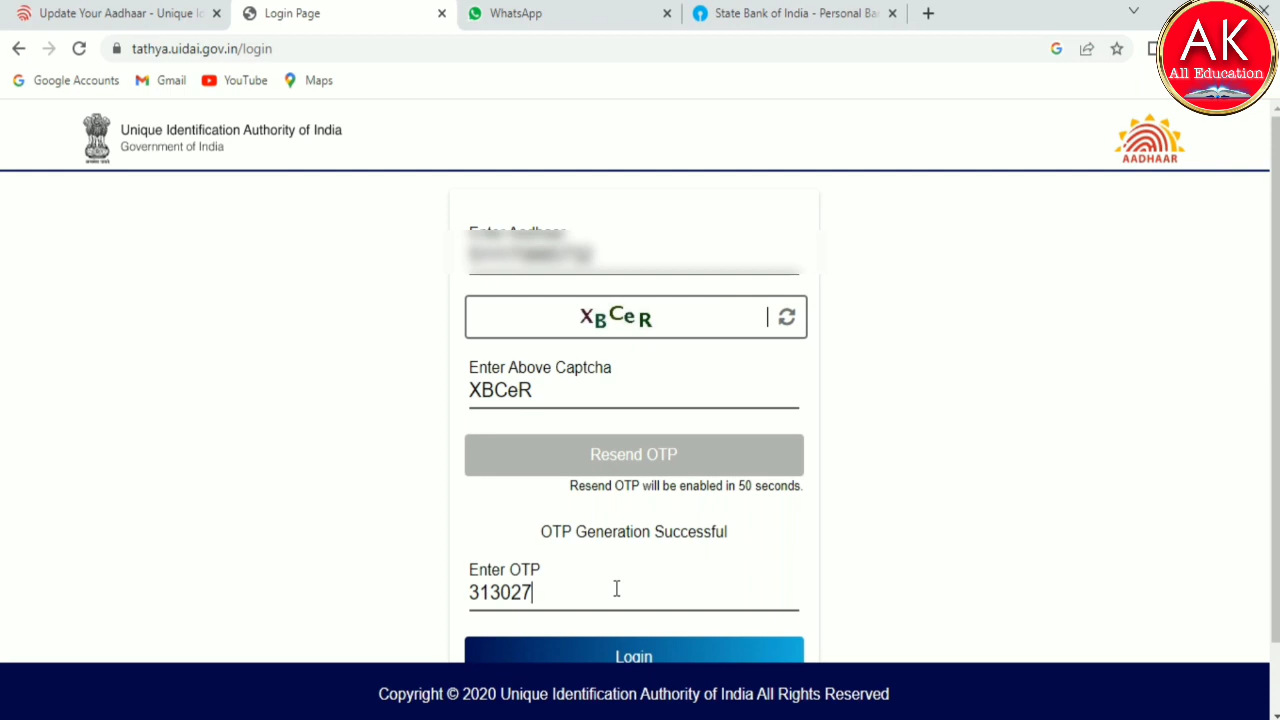 Update Your Aadhaar - Unique Ic
Login Page
WhatsApp
State Bank of India - Personal Ba
tathya.uidai.gov.in/login
Google Accounts
Gmail
YouTube
Maps
AK
All Education
Unique Identification Authority of India
Government of India
AADHAAR
XBCeR
Enter Above Captcha
XBCeR
Resend OTP
Resend OTP will be enabled in 50 seconds.
OTP Generation Successful
Enter OTP
313027
Login
Copyright © 2020 Unique Identification Authority of India All Rights Reserved